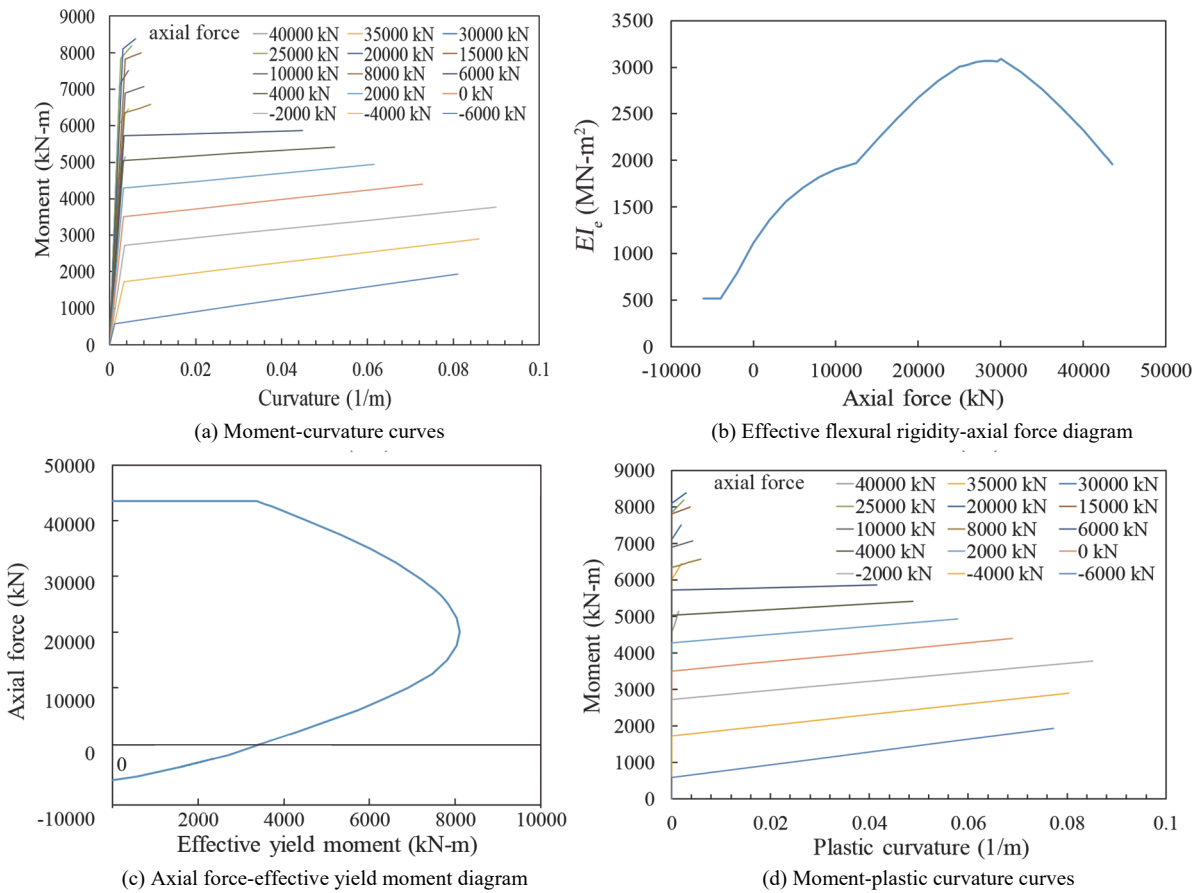 9000
8000
7000
6000
5000
4000
3000
2000
1000
0
Moment (kN-m)
axial force
40000 kN 35000 kN 30000 kN
25000 kN 20000 kN 15000 kN
10000 kN 8000 kN 6000 kN
4000 kN 2000 kN 0 kN
-2000 kN -4000 kN -6000 kN
0 0.02 0.04 0.06 0.08 0.1
Curvature (1/m)
(a) Moment-curvature curves
3500
3000
2500
2000
1500
1000
500
0
EIe (MN-m²)
-10000 0 10000 20000 30000 40000 50000
Axial force (kN)
(b) Effective flexural rigidity-axial force diagram
50000
40000
30000
20000
10000
0
-10000
Axial force (kN)
0
2000 4000 6000 8000 10000
Effective yield moment (kN-m)
(c) Axial force-effective yield moment diagram
9000
8000
7000
6000
5000
4000
3000
2000
1000
0
Moment (kN-m)
axial force
40000 kN 35000 kN 30000 kN
25000 kN 20000 kN 15000 kN
10000 kN 8000 kN 6000 kN
4000 kN 2000 kN 0 kN
-2000 kN -4000 kN -6000 kN
0 0.02 0.04 0.06 0.08 0.1
Plastic curvature (1/m)
(d) Moment-plastic curvature curves